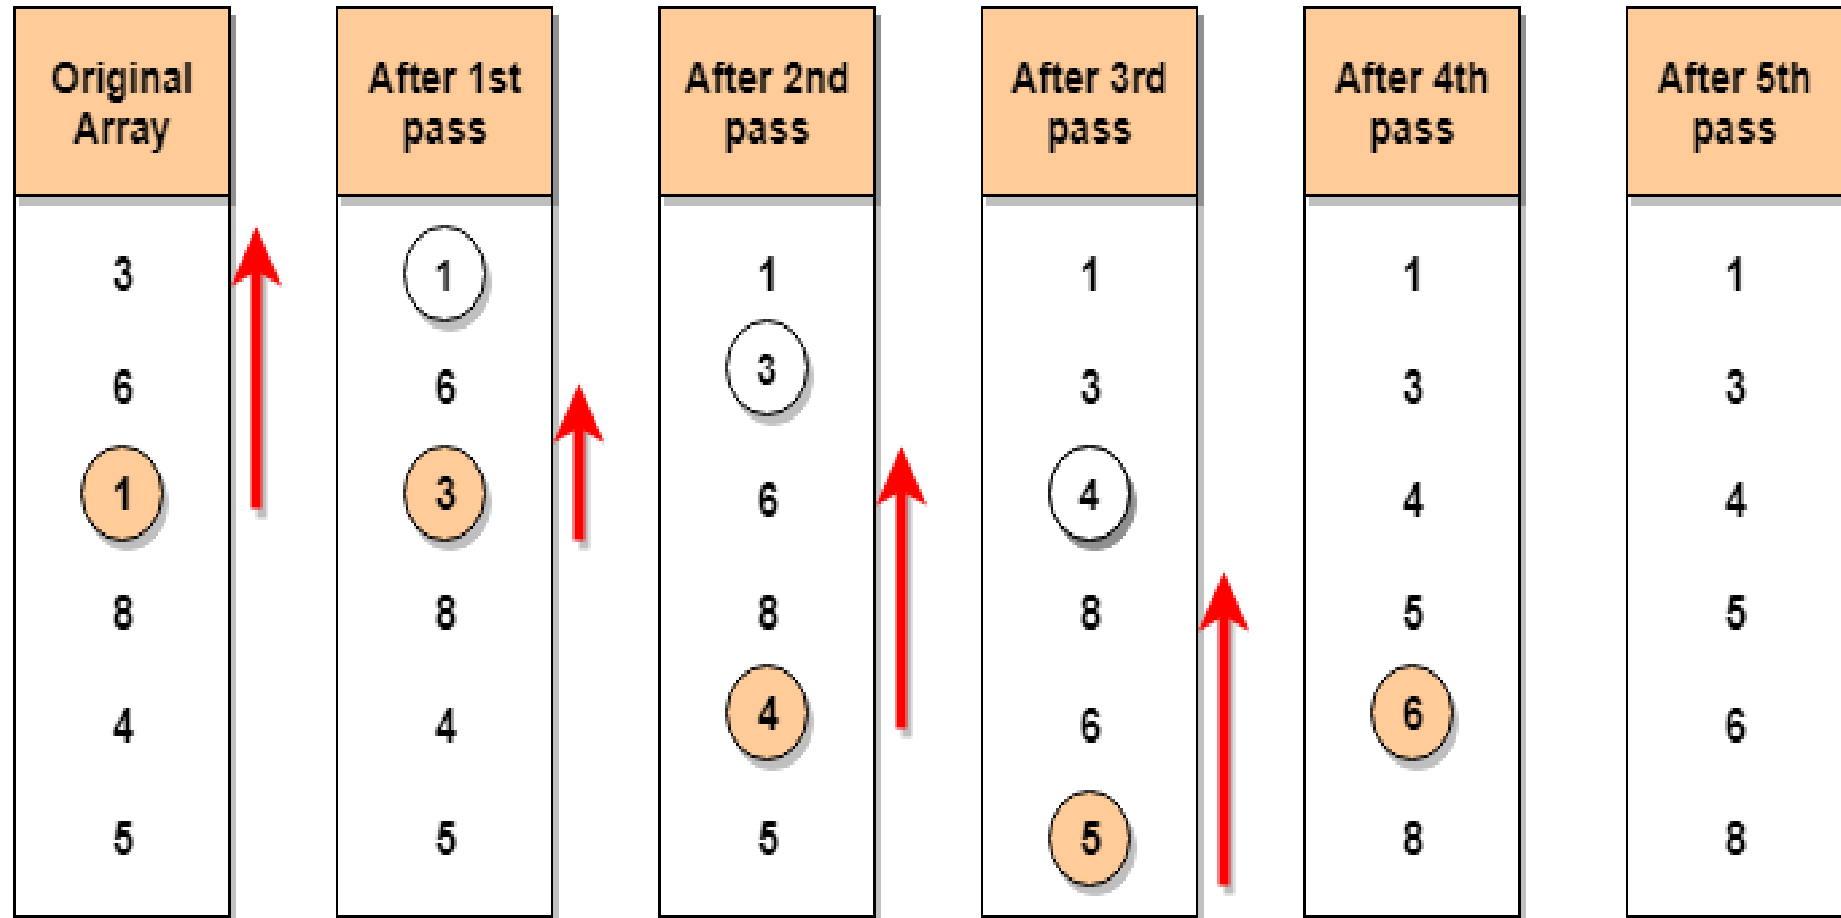 Original After 1st After 2nd After 3rd After 4th After 5th
Array pass pass pass pass pass
3 1 1 1 1 1
6 6 3 3 3 3
1 3 6 4 4 4
8 8 8 8 5 5
4 4 4 6 6 6
5 5 5 5 8 8